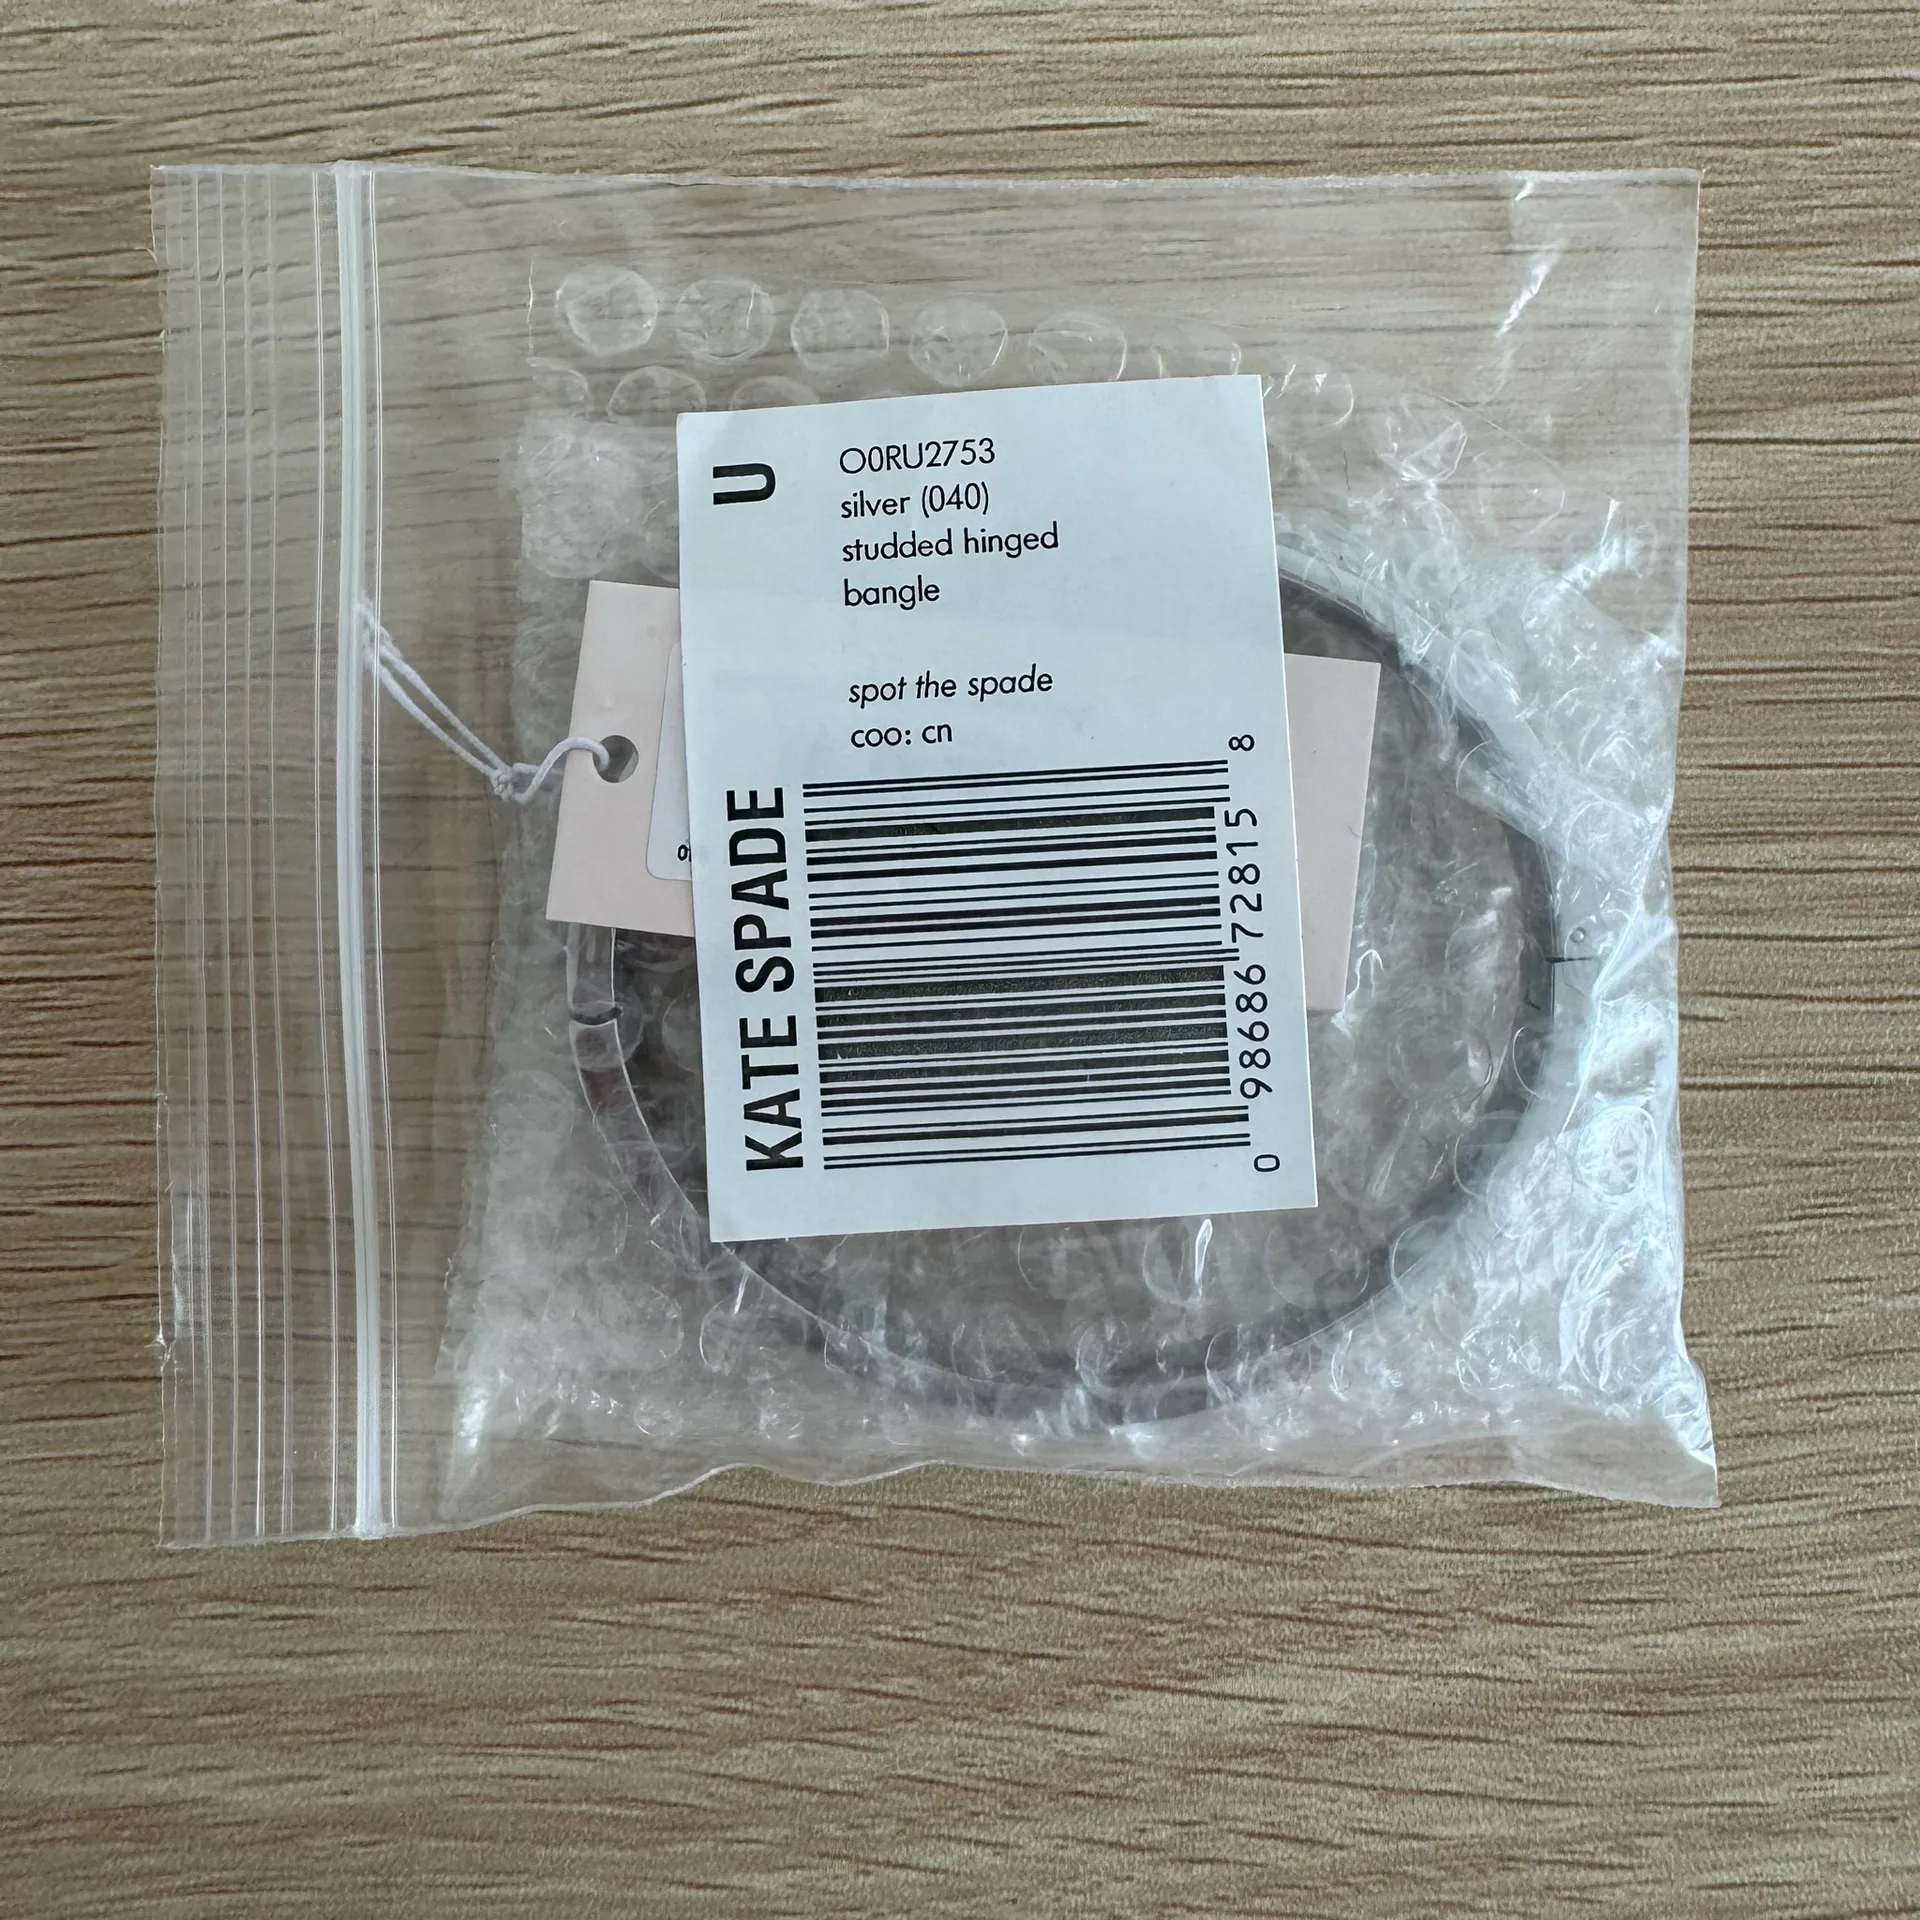 U
O0RU2753
silver (040)
studded hinged
bangle
spot the spade
coo: cn
KATE SPADE
0 98686 72815 8